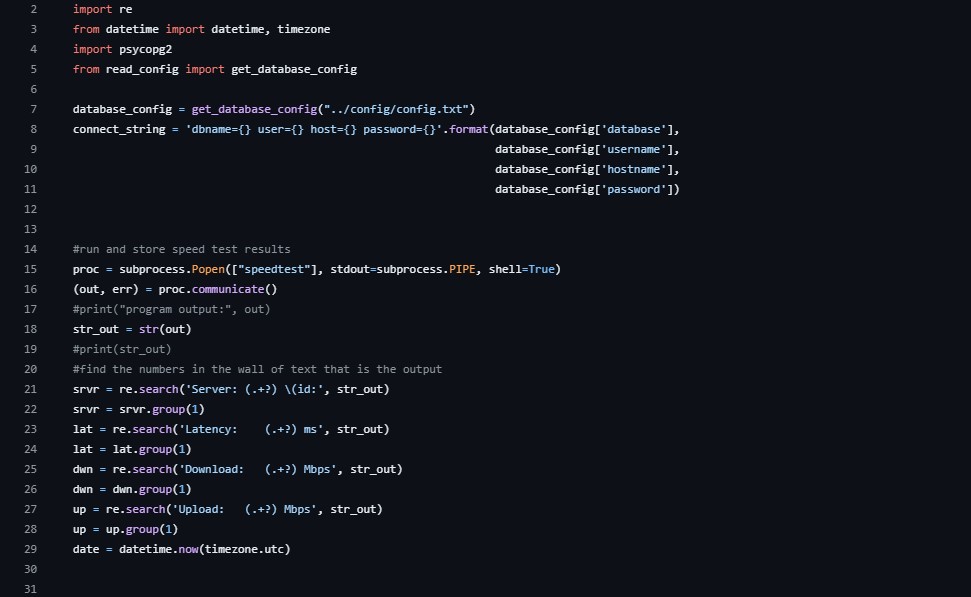 2 import re
3 from datetime import datetime, timezone
4 import psycopg2
5 from read_config import get_database_config
6
7 database_config = get_database_config("../config/config.txt")
8 connect_string = 'dbname={} user={} host={} password={}'.format(database_config['database'],
9 database_config['username'],
10 database_config['hostname'],
11 database_config['password'])
12
13
14 #run and store speed test results
15 proc = subprocess.Popen(["speedtest"], stdout=subprocess.PIPE, shell=True)
16 (out, err) = proc.communicate()
17 #print("program output:", out)
18 str_out = str(out)
19 #print(str_out)
20 #find the numbers in the wall of text that is the output
21 srvr = re.search('Server: (.+?) \(id:', str_out)
22 srvr = srvr.group(1)
23 lat = re.search('Latency:    (.+?) ms', str_out)
24 lat = lat.group(1)
25 dwn = re.search('Download:   (.+?) Mbps', str_out)
26 dwn = dwn.group(1)
27 up = re.search('Upload:   (.+?) Mbps', str_out)
28 up = up.group(1)
29 date = datetime.now(timezone.utc)
30
31